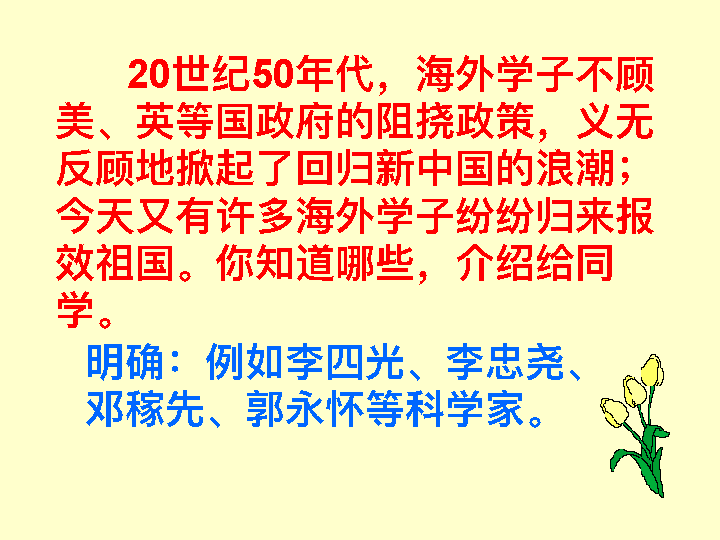 20世纪50年代，海外学子不顾
美、英等国政府的阻挠政策，义无
反顾地掀起了回归新中国的浪潮；
今天又有许多海外学子纷纷归来报
效祖国。你知道哪些，介绍给同
学。
明确：例如李四光、李忠尧、
邓稼先、郭永怀等科学家。